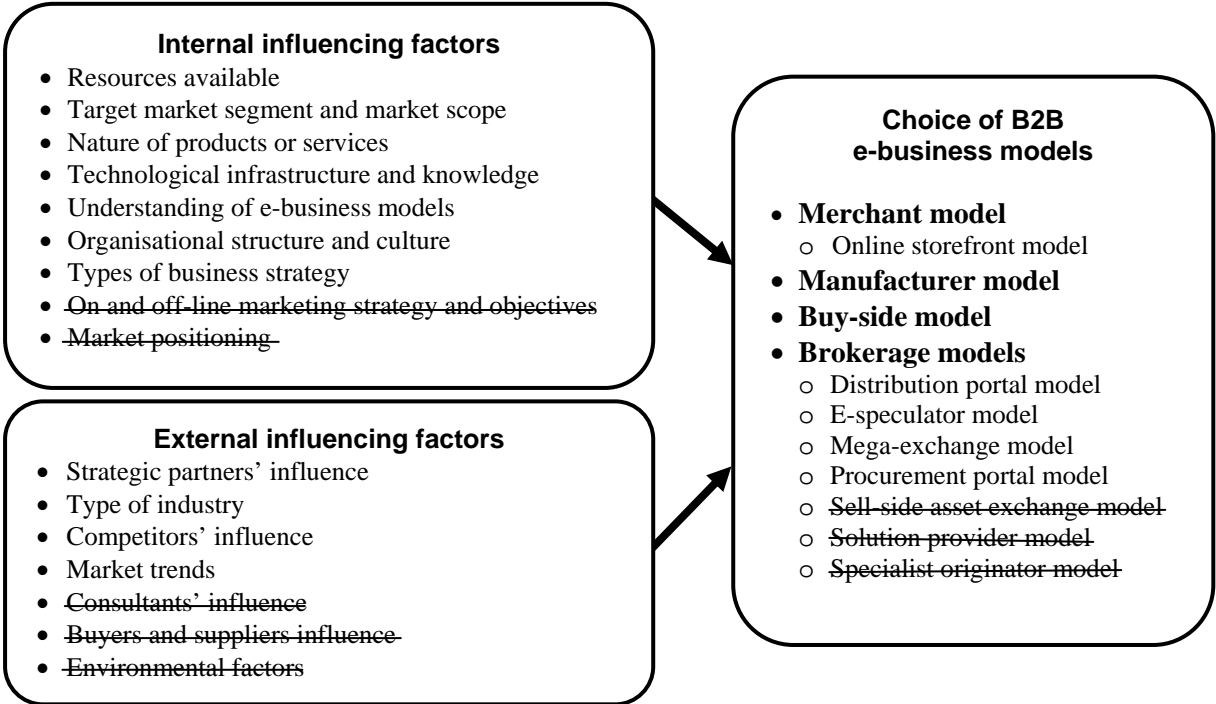 Internal influencing factors
• Resources available
• Target market segment and market scope
• Nature of products or services
• Technological infrastructure and knowledge
• Understanding of e-business models
• Organisational structure and culture
• Types of business strategy
• On and off-line marketing strategy and objectives
• Market positioning
External influencing factors
• Strategic partners’ influence
• Type of industry
• Competitors’ influence
• Market trends
• Consultants’ influence
• Buyers and suppliers influence
• Environmental factors
Choice of B2B
e-business models
• Merchant model
o Online storefront model
• Manufacturer model
• Buy-side model
• Brokerage models
o Distribution portal model
o E-speculator model
o Mega-exchange model
o Procurement portal model
o Sell-side asset exchange model
o Solution provider model
o Specialist originator model